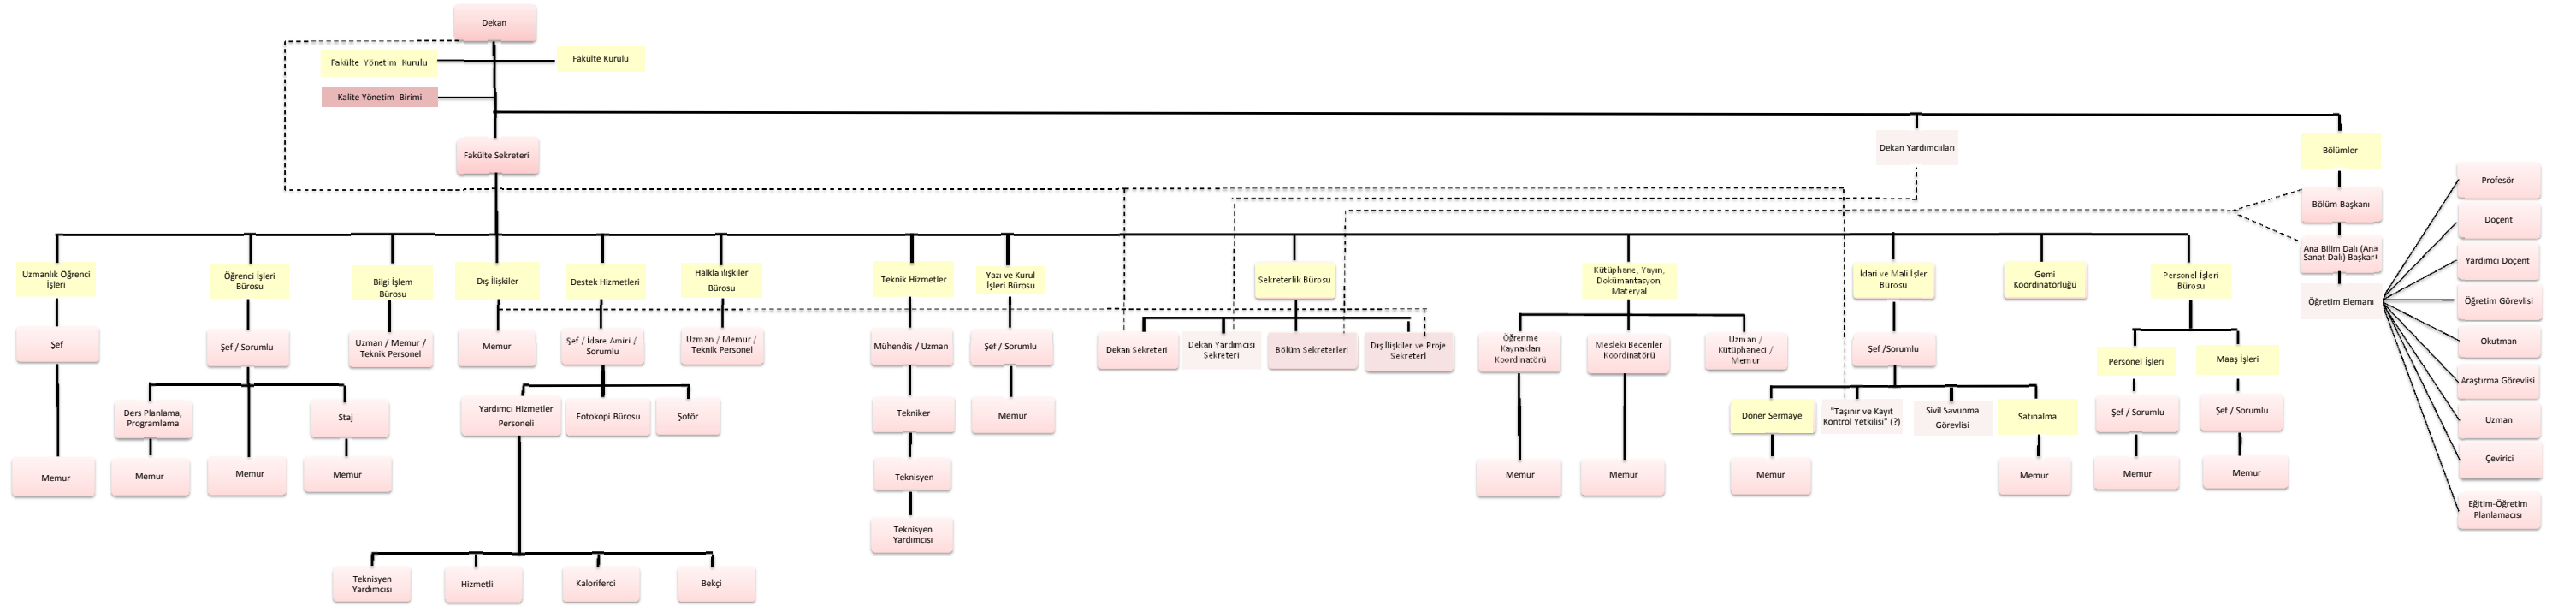 Dekan
Fakülte Yönetim Kurulu
Fakülte Kurulu
Kalite Yönetim Birimi
Fakülte Sekreteri
Dekan Yardımcııları
Bölümler
Bölüm Başkanı
Ana Bilim Dalı (Ana
Sanat Dalı) Başkanı
Öğretim Elemanı
Profesör
Doçent
Yardımcı Doçent
Öğretim Görevlisi
Okutman
Araştırma Görevlisi
Uzman
Çevirici
Eğitim-Öğretim
Planlamacısı
Uzmanlık Öğrenci
İşleri
Öğrenci İşleri
Bürosu
Bilgi İşlem
Bürosu
Dış İlişkiler
Destek Hizmetleri
Halkla ilişkiler
Bürosu
Teknik Hizmetler
Yazı ve Kurul
İşleri Bürosu
Sekreterlik Bürosu
Kütüphane, Yayın,
Dokümantasyon,
Materyal
İdari ve Mali İşler
Bürosu
Gemi
Koordinatörlüğü
Personel İşleri
Bürosu
Şef
Şef / Sorumlu
Uzman / Memur /
Teknik Personel
Memur
Şef / İdare Amiri /
Sorumlu
Uzman / Memur /
Teknik Personel
Mühendis / Uzman
Şef / Sorumlu
Dekan Sekreteri
Dekan Yardımcısı
Sekreteri
Bölüm Sekreterleri
Dış İlişkiler ve Proje
Sekreteri
Öğrenme
Kaynakları
Koordinatörü
Mesleki Beceriler
Koordinatörü
Uzman /
Kütüphaneci /
Memur
Şef /Sorumlu
Personel İşleri
Maaş İşleri
Ders Planlama,
Programlama
Staj
Yardımcı Hizmetler
Personeli
Fotokopi Bürosu
Şoför
Tekniker
Memur
Döner Sermaye
"Taşınır ve Kayıt
Kontrol Yetkilisi" (?)
Sivil Savunma
Görevlisi
Satınalma
Şef / Sorumlu
Şef / Sorumlu
Memur
Memur
Memur
Memur
Teknisyen
Memur
Memur
Memur
Memur
Memur
Memur
Teknisyen
Yardımcısı
Teknisyen
Yardımcısı
Hizmetli
Kaloriferci
Bekçi